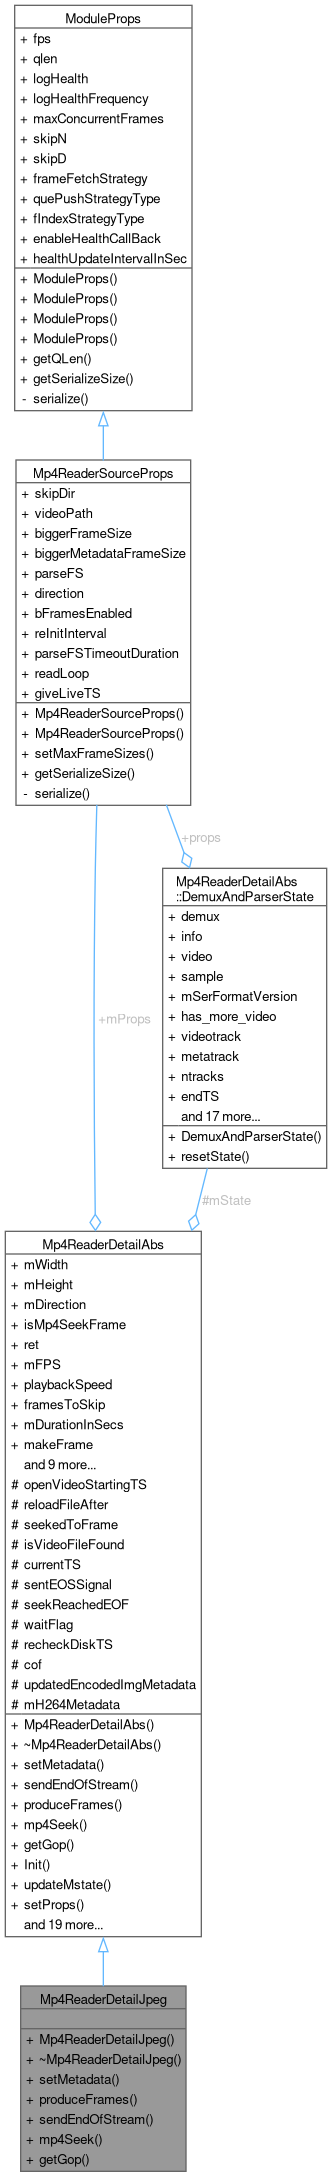 ModuleProps
+ fps
+ qlen
+ logHealth
+ logHealthFrequency
+ maxConcurrentFrames
+ skipN
+ skipD
+ frameFetchStrategy
+ quePushStrategyType
+ fIndexStrategyType
+ enableHealthCallBack
+ healthUpdateIntervalInSec
+ ModuleProps()
+ ModuleProps()
+ ModuleProps()
+ ModuleProps()
+ getQLen()
+ getSerializeSize()
- serialize()
Mp4ReaderSourceProps
+ skipDir
+ videoPath
+ biggerFrameSize
+ biggerMetadataFrameSize
+ parseFS
+ direction
+ bFramesEnabled
+ reInitInterval
+ parseFSTimeoutDuration
+ readLoop
+ giveLiveTS
+ Mp4ReaderSourceProps()
+ Mp4ReaderSourceProps()
+ setMaxFrameSizes()
+ getSerializeSize()
- serialize()
+props
Mp4ReaderDetailAbs
::DemuxAndParserState
+ demux
+ info
+ video
+ sample
+ mSerFormatVersion
+ has_more_video
+ videotrack
+ metatrack
+ ntracks
+ endTS
and 17 more...
+ DemuxAndParserState()
+ resetState()
+mProps
#mState
Mp4ReaderDetailAbs
+ mWidth
+ mHeight
+ mDirection
+ isMp4SeekFrame
+ ret
+ mFPS
+ playbackSpeed
+ framesToSkip
+ mDurationInSecs
+ makeFrame
and 9 more...
# openVideoStartingTS
# reloadFileAfter
# seekedToFrame
# isVideoFileFound
# currentTS
# sentEOSSignal
# seekReachedEOF
# waitFlag
# recheckDiskTS
# cof
# updatedEncodedImgMetadata
# mH264Metadata
+ Mp4ReaderDetailAbs()
+ ~Mp4ReaderDetailAbs()
+ setMetadata()
+ sendEndOfStream()
+ produceFrames()
+ mp4Seek()
+ getGop()
+ Init()
+ updateMstate()
+ setProps()
and 19 more...
Mp4ReaderDetailJpeg
+ Mp4ReaderDetailJpeg()
+ ~Mp4ReaderDetailJpeg()
+ setMetadata()
+ produceFrames()
+ sendEndOfStream()
+ mp4Seek()
+ getGop()